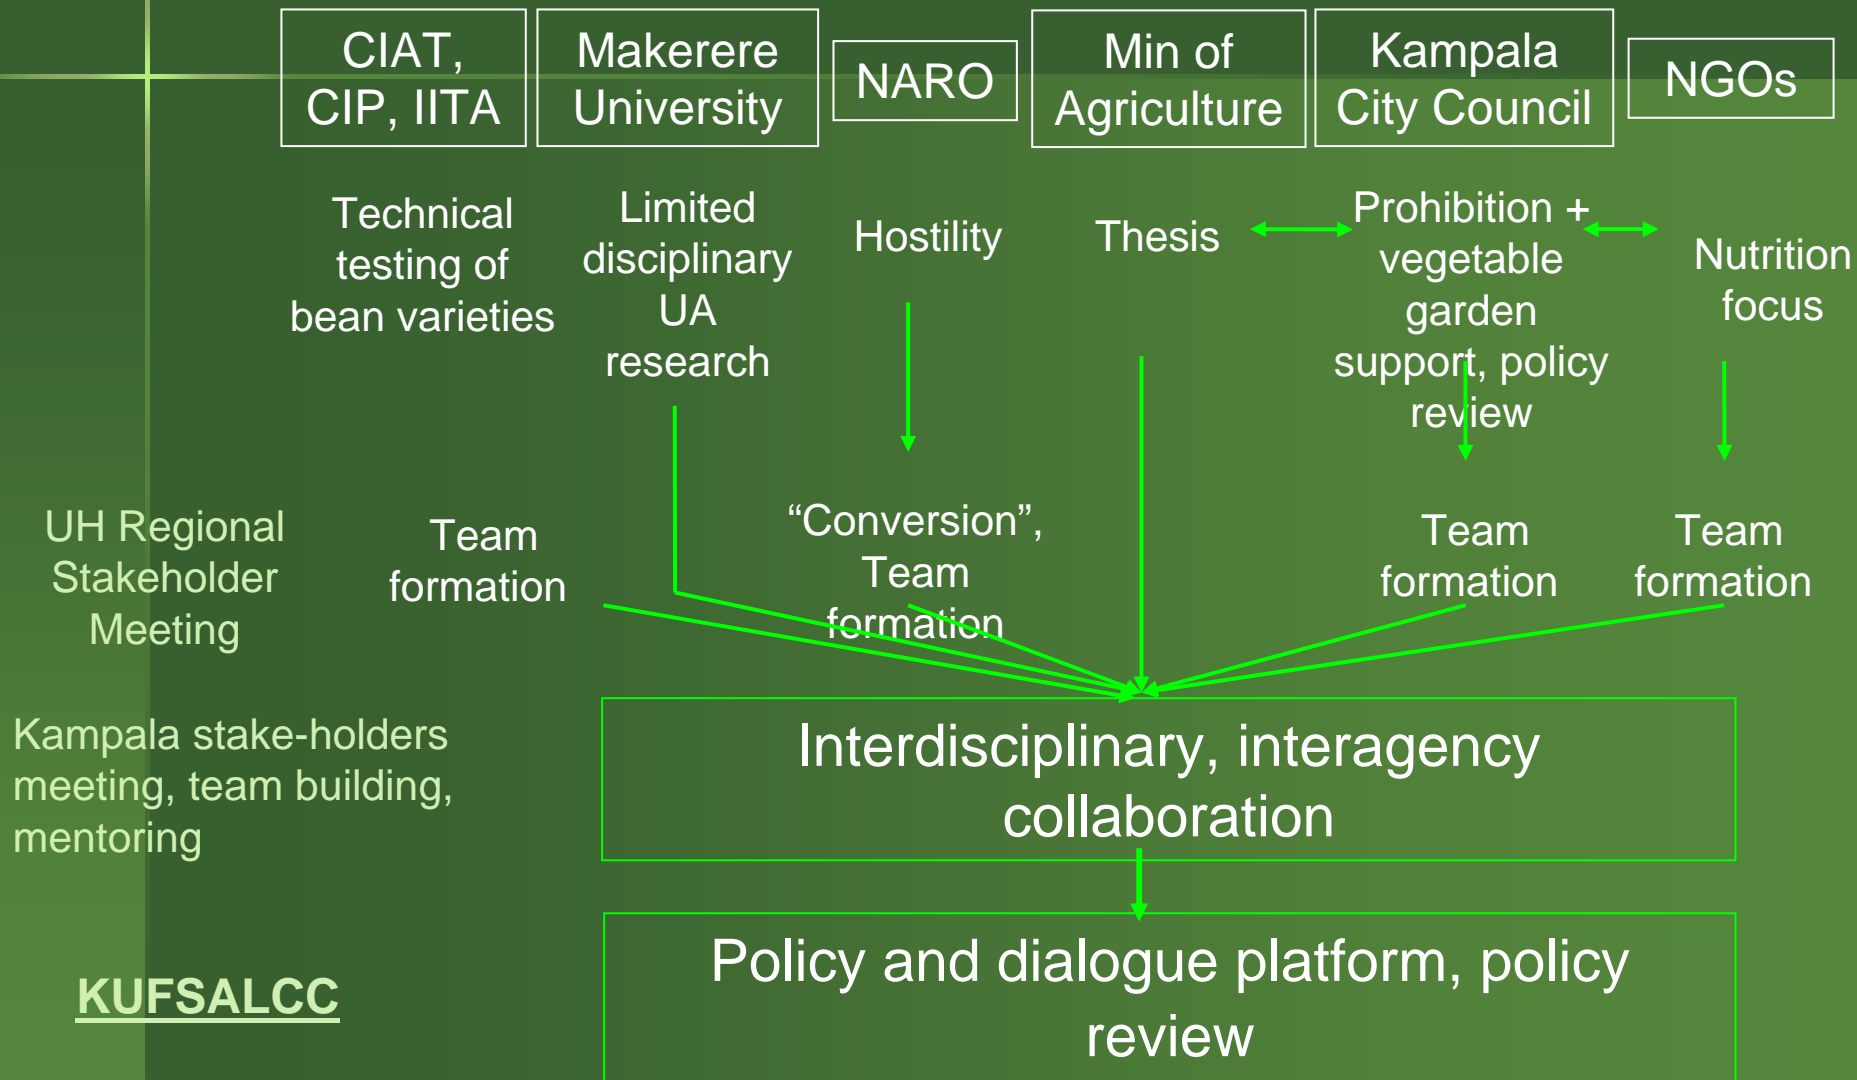 CIAT,
CIP, IITA
Makerere
University
NARO
Min of
Agriculture
Kampala
City Council
NGOs
Technical
testing of
bean varieties
Limited
disciplinary
UA
research
Hostility
Thesis
Prohibition +
vegetable
garden
support, policy
review
Nutrition
focus
UH Regional
Stakeholder
Meeting
Team
formation
“Conversion”,
Team
formation
Team
formation
Team
formation
Kampala stake-holders
meeting, team building,
mentoring
Interdisciplinary, interagency
collaboration
KUFSALCC
Policy and dialogue platform, policy
review